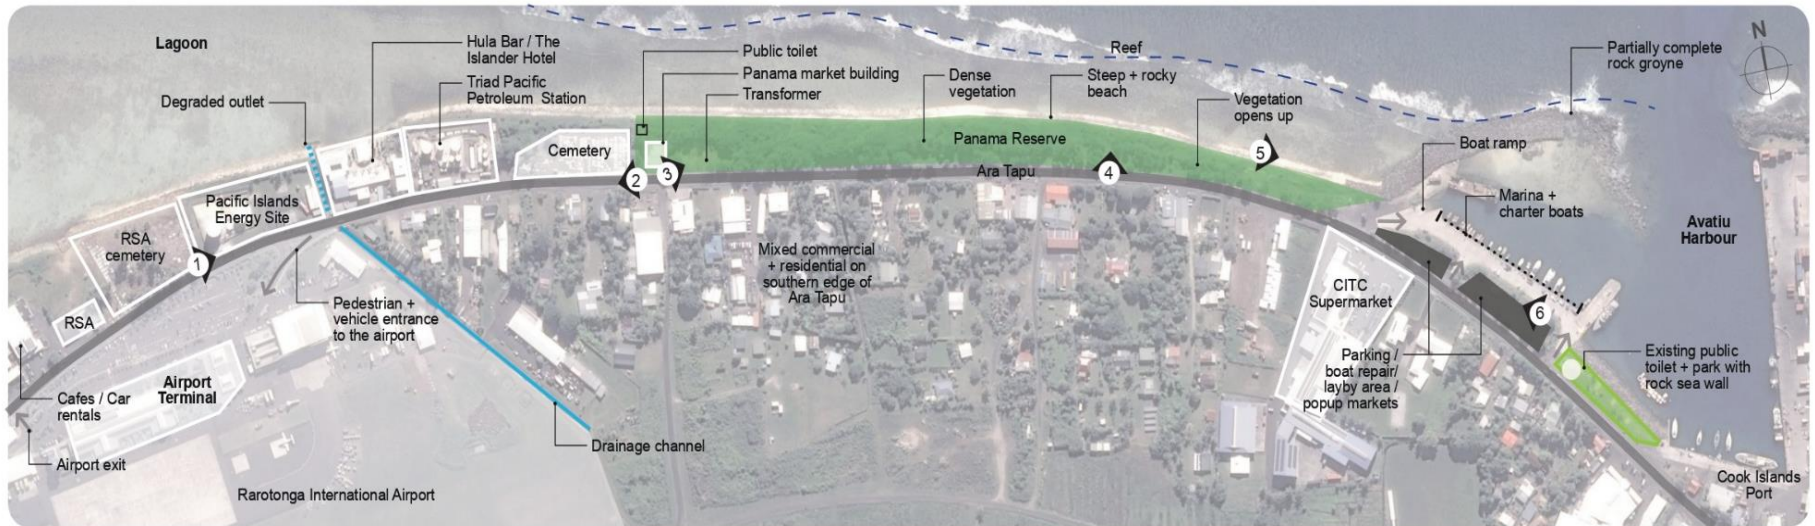 Lagoon
Hula Bar / The
Islander Hotel
Triad Pacific
Petroleum Station
Degraded outlet
Public toilet
Panama market building
Transformer
Dense
vegetation
Reef
Steep + rocky
beach
Vegetation
opens up
Partially complete
rock groyne
N
Boat ramp
Marina +
charter boats
Avatiu
Harbour
Cemetery
Panama Reserve
Ara Tapu
Pacific Islands
Energy Site
RSA
cemetery
RSA
1
2
3
4
5
6
Mixed commercial
+ residential on
southern edge of
Ara Tapu
CITC
Supermarket
Pedestrian +
vehicle entrance
to the airport
Parking /
boat repair/
layby area /
popup markets
Existing public
toilet + park with
rock sea wall
Airport
Terminal
Cafes / Car
rentals
Drainage channel
Airport exit
Rarotonga International Airport
Cook Islands
Port